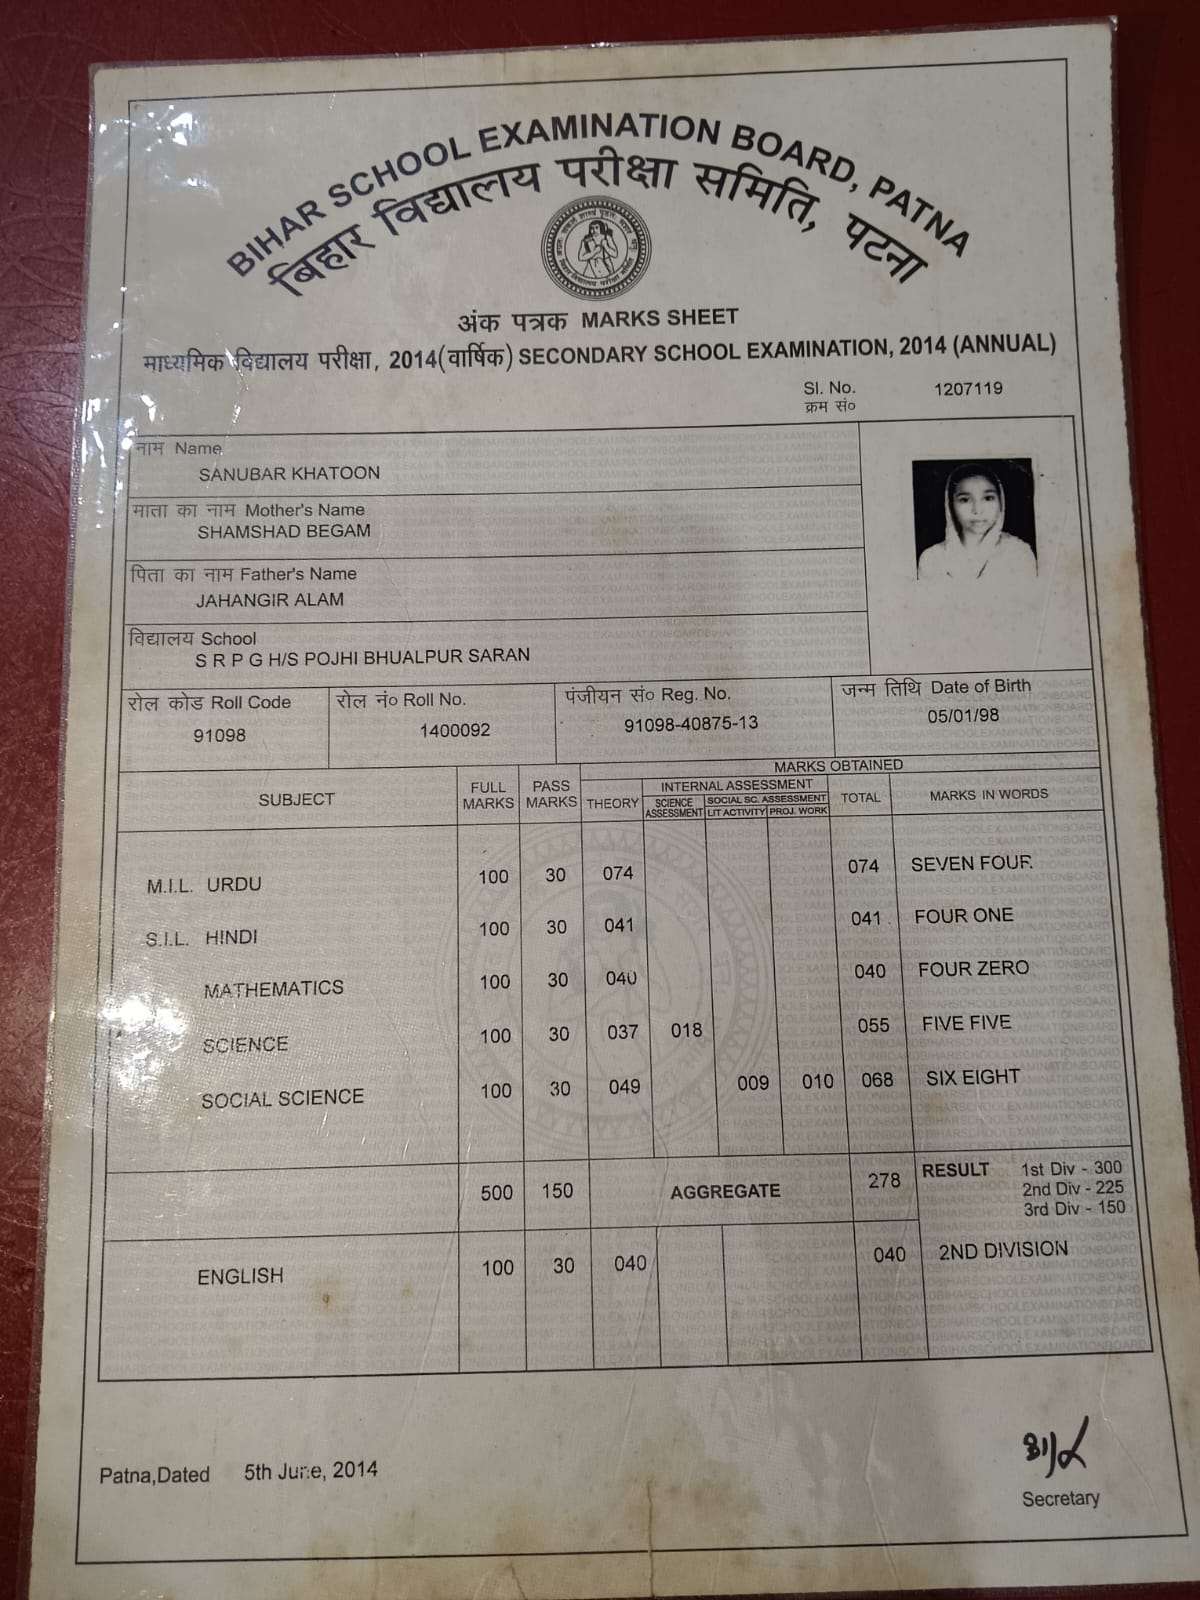 BIHAR SCHOOL EXAMINATION BOARD, PATNA
बिहार विद्यालय परीक्षा समिति, पटना
अंक पत्रक MARKS SHEET
माध्यमिक विद्यालय परीक्षा, 2014(वार्षिक) SECONDARY SCHOOL EXAMINATION, 2014 (ANNUAL)
Sl. No. 1207119
क्रम सं०
नाम Name
SANUBAR KHATOON
माता का नाम Mother's Name
SHAMSHAD BEGAM
पिता का नाम Father's Name
JAHANGIR ALAM
विद्यालय School
S R P G H/S POJHI BHUALPUR SARAN
रोल कोड Roll Code रोल नं० Roll No. पंजीयन सं० Reg. No. जन्म तिथि Date of Birth
91098 1400092 91098-40875-13 05/01/98
SUBJECT FULL MARKS PASS MARKS MARKS OBTAINED
THEORY INTERNAL ASSESSMENT TOTAL MARKS IN WORDS
SCIENCE ASSESSMENT SOCIAL SC. ASSESSMENT
LIT ACTIVITY PROJ. WORK
M.I.L. URDU 100 30 074 074 SEVEN FOUR
S.I.L. HINDI 100 30 041 041 FOUR ONE
MATHEMATICS 100 30 040 040 FOUR ZERO
SCIENCE 100 30 037 018 055 FIVE FIVE
SOCIAL SCIENCE 100 30 049 009 010 068 SIX EIGHT
500 150 AGGREGATE 278 RESULT 1st Div - 300
2nd Div - 225
3rd Div - 150
ENGLISH 100 30 040 040 2ND DIVISION
Patna,Dated 5th June, 2014
Secretary